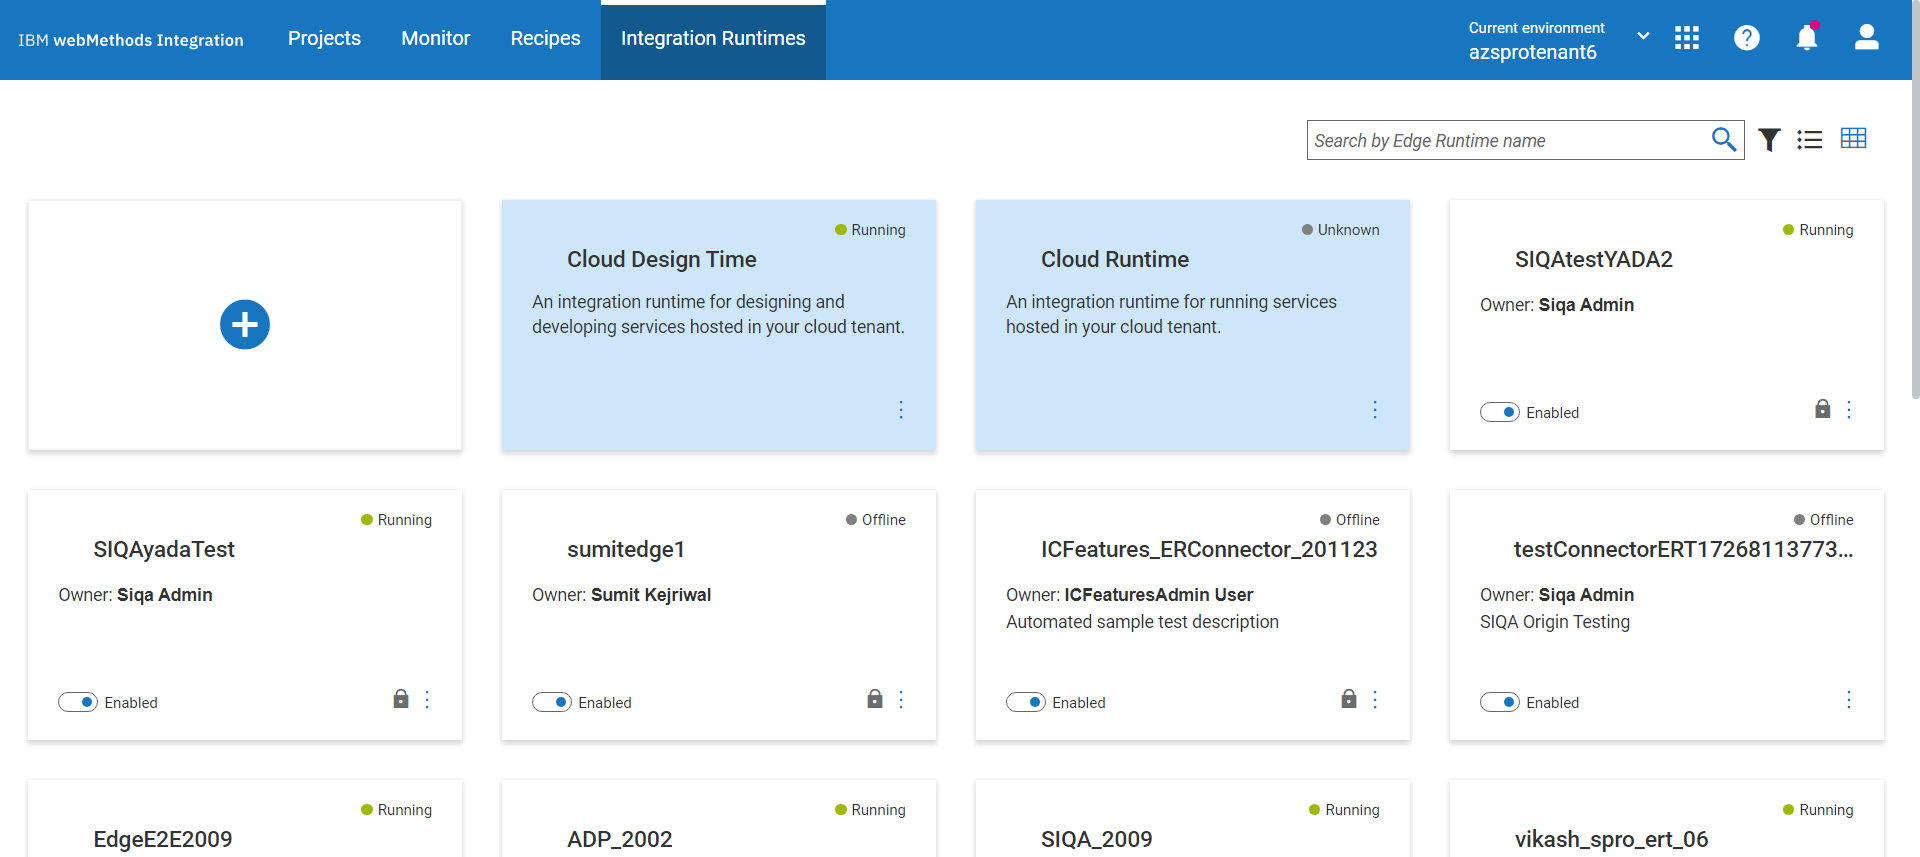 IBM webMethods Integration
Projects
Monitor
Recipes
Integration Runtimes
Current environment
azsprotenant6
Search by Edge Runtime name
Running
Cloud Design Time
An integration runtime for designing and
developing services hosted in your cloud tenant.
Unknown
Cloud Runtime
An integration runtime for running services
hosted in your cloud tenant.
Running
SIQAtestYADA2
Owner: Siqa Admin
Enabled
Running
SIQAyadaTest
Owner: Siqa Admin
Enabled
Offline
sumitedge1
Owner: Sumit Kejriwal
Enabled
Offline
ICFeatures_ERConnector_201123
Owner: ICFeaturesAdmin User
Automated sample test description
Enabled
Offline
testConnectorERT17268113773...
Owner: Siqa Admin
SIQA Origin Testing
Enabled
Running
EdgeE2E2009
Running
ADP_2002
Running
SIQA_2009
Running
vikash_spro_ert_06